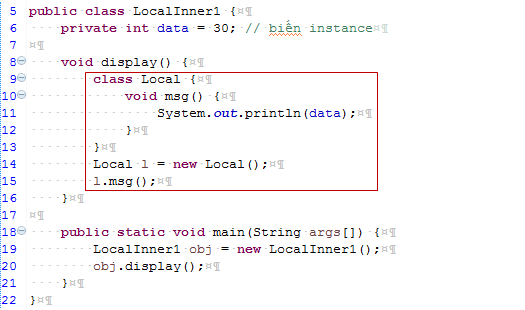 5 public class LocalInner1 {¤¶
6 ····private int data = 30; // biến instance¤¶
7 ¤¶
8 ····void display() {¤¶
9 ········class Local {¤¶
10 ············void msg() {¤¶
11 ················System.out.println(data);¤¶
12 ············}¤¶
13 ········}¤¶
14 ········Local l = new Local();¤¶
15 ········l.msg();¤¶
16 ····}¤¶
17 ¤¶
18 ····public static void main(String args[]) {¤¶
19 ········LocalInner1 obj = new LocalInner1();¤¶
20 ········obj.display();¤¶
21 ····}¤¶
22 }¤¶